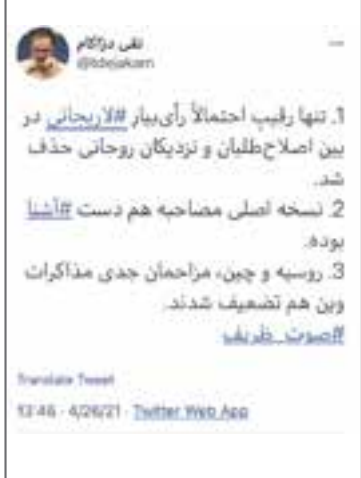 تقی دژاکام
@tdejakam
1. تنها رقیبِ احتمالاً رأی‌بیار #لاریجانی در
بین اصلاح‌طلبان و نزدیکان روحانی حذف
شد.
2. نسخه اصلی مصاحبه هم دست #آشنا
بوده.
3. روسیه و چین، مزاحمان جدی مذاکرات
وین هم تضعیف شدند.
#صوت_ظریف
Translate Tweet
13:46 · 4/26/21 · Twitter Web App